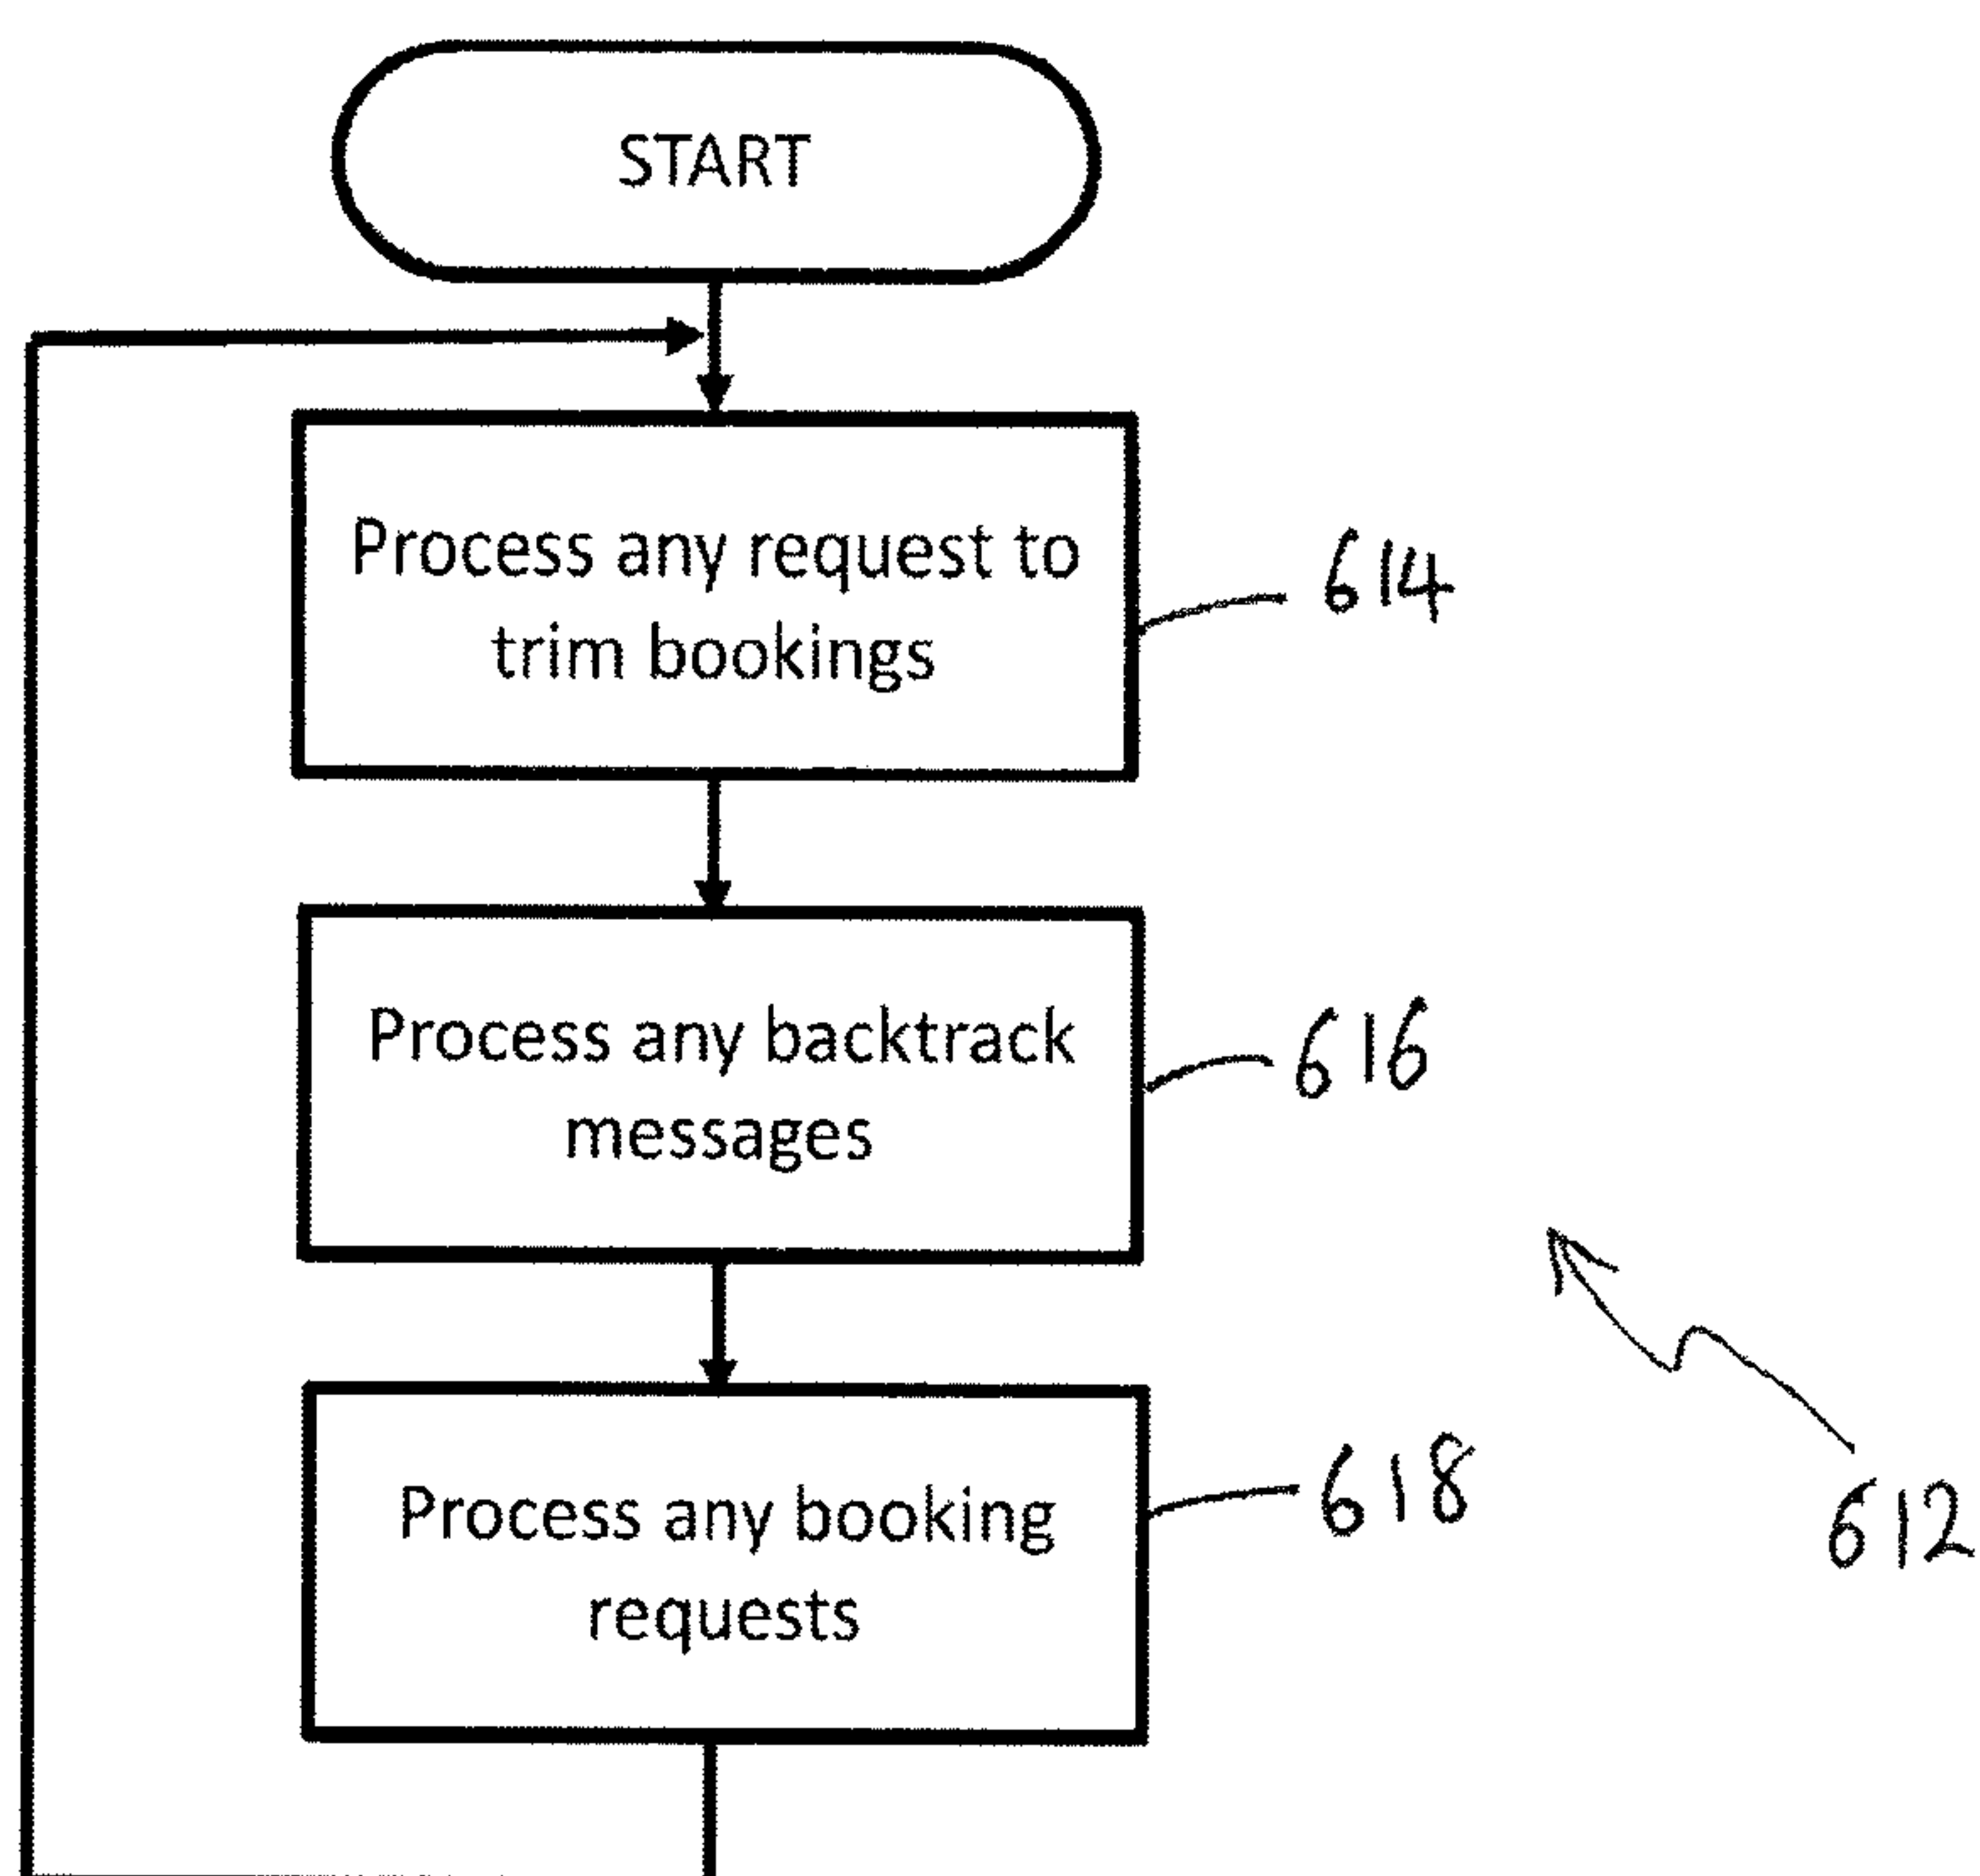 START
Process any request to
trim bookings
614
Process any backtrack
messages
616
Process any booking
requests
618
612